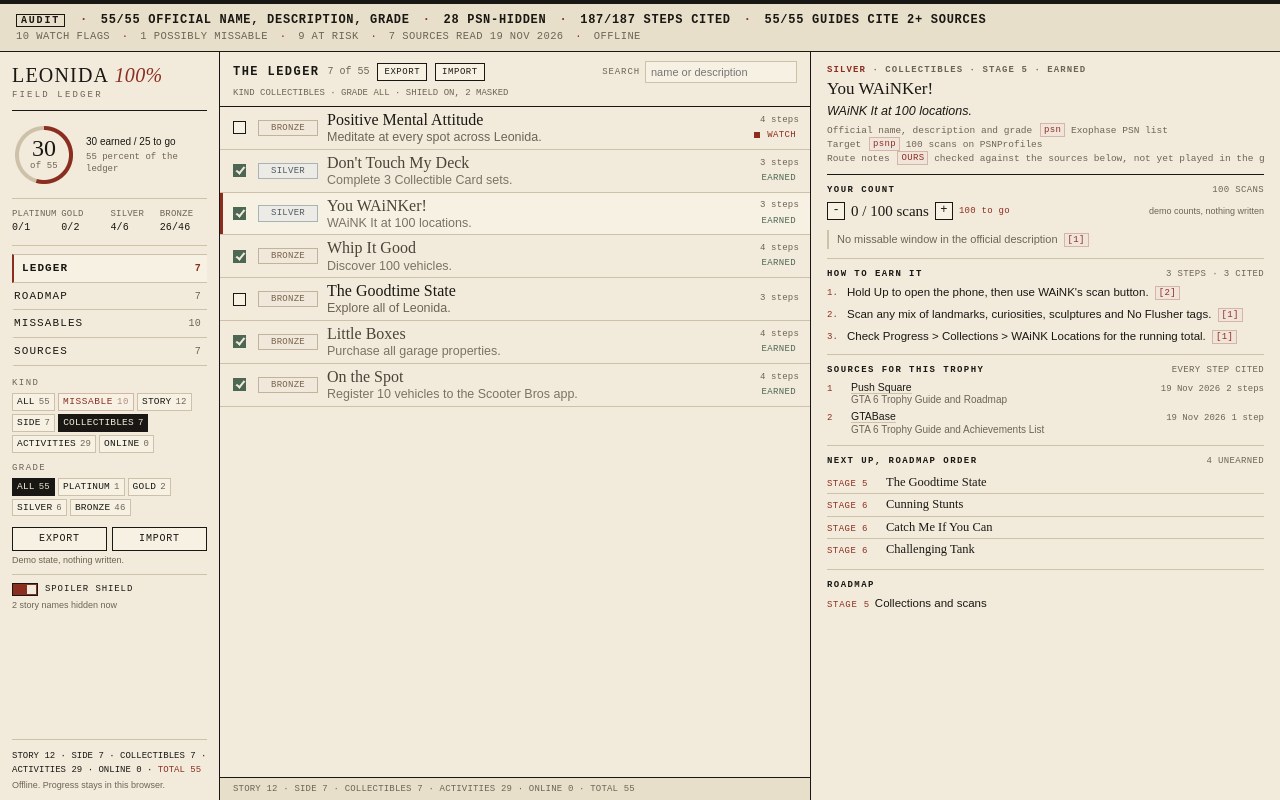 AUDIT · 55/55 OFFICIAL NAME, DESCRIPTION, GRADE · 28 PSN-HIDDEN · 187/187 STEPS CITED · 55/55 GUIDES CITE 2+ SOURCES
10 WATCH FLAGS · 1 POSSIBLY MISSABLE · 9 AT RISK · 7 SOURCES READ 19 NOV 2026 · OFFLINE
LEONIDA 100%
FIELD LEDGER
30
of 55
30 earned / 25 to go
55 percent of the
ledger
PLATINUM GOLD SILVER BRONZE
0/1 0/2 4/6 26/46
LEDGER 7
ROADMAP 7
MISSABLES 10
SOURCES 7
KIND
ALL 55 MISSABLE 10 STORY 12
SIDE 7 COLLECTIBLES 7
ACTIVITIES 29 ONLINE 0
GRADE
ALL 55 PLATINUM 1 GOLD 2
SILVER 6 BRONZE 46
EXPORT IMPORT
Demo state, nothing written.
SPOILER SHIELD
2 story names hidden now
STORY 12 · SIDE 7 · COLLECTIBLES 7 ·
ACTIVITIES 29 · ONLINE 0 · TOTAL 55
Offline. Progress stays in this browser.
THE LEDGER 7 of 55 EXPORT IMPORT SEARCH name or description
KIND COLLECTIBLES · GRADE ALL · SHIELD ON, 2 MASKED
BRONZE Positive Mental Attitude 4 steps
Meditate at every spot across Leonida. WATCH
SILVER Don't Touch My Deck 3 steps
Complete 3 Collectible Card sets. EARNED
SILVER You WAiNKer! 3 steps
WAiNK It at 100 locations. EARNED
BRONZE Whip It Good 4 steps
Discover 100 vehicles. EARNED
BRONZE The Goodtime State 3 steps
Explore all of Leonida.
BRONZE Little Boxes 4 steps
Purchase all garage properties. EARNED
BRONZE On the Spot 4 steps
Register 10 vehicles to the Scooter Bros app. EARNED
STORY 12 · SIDE 7 · COLLECTIBLES 7 · ACTIVITIES 29 · ONLINE 0 · TOTAL 55
SILVER · COLLECTIBLES · STAGE 5 · EARNED
You WAiNKer!
WAiNK It at 100 locations.
Official name, description and grade psn Exophase PSN list
Target psnp 100 scans on PSNProfiles
Route notes OURS checked against the sources below, not yet played in the g
YOUR COUNT 100 SCANS
- 0 / 100 scans + 100 to go demo counts, nothing written
No missable window in the official description [1]
HOW TO EARN IT 3 STEPS · 3 CITED
1. Hold Up to open the phone, then use WAiNK's scan button. [2]
2. Scan any mix of landmarks, curiosities, sculptures and No Flusher tags. [1]
3. Check Progress > Collections > WAiNK Locations for the running total. [1]
SOURCES FOR THIS TROPHY EVERY STEP CITED
1 Push Square 19 Nov 2026 2 steps
GTA 6 Trophy Guide and Roadmap
2 GTABase 19 Nov 2026 1 step
GTA 6 Trophy Guide and Achievements List
NEXT UP, ROADMAP ORDER 4 UNEARNED
STAGE 5 The Goodtime State
STAGE 6 Cunning Stunts
STAGE 6 Catch Me If You Can
STAGE 6 Challenging Tank
ROADMAP
STAGE 5 Collections and scans